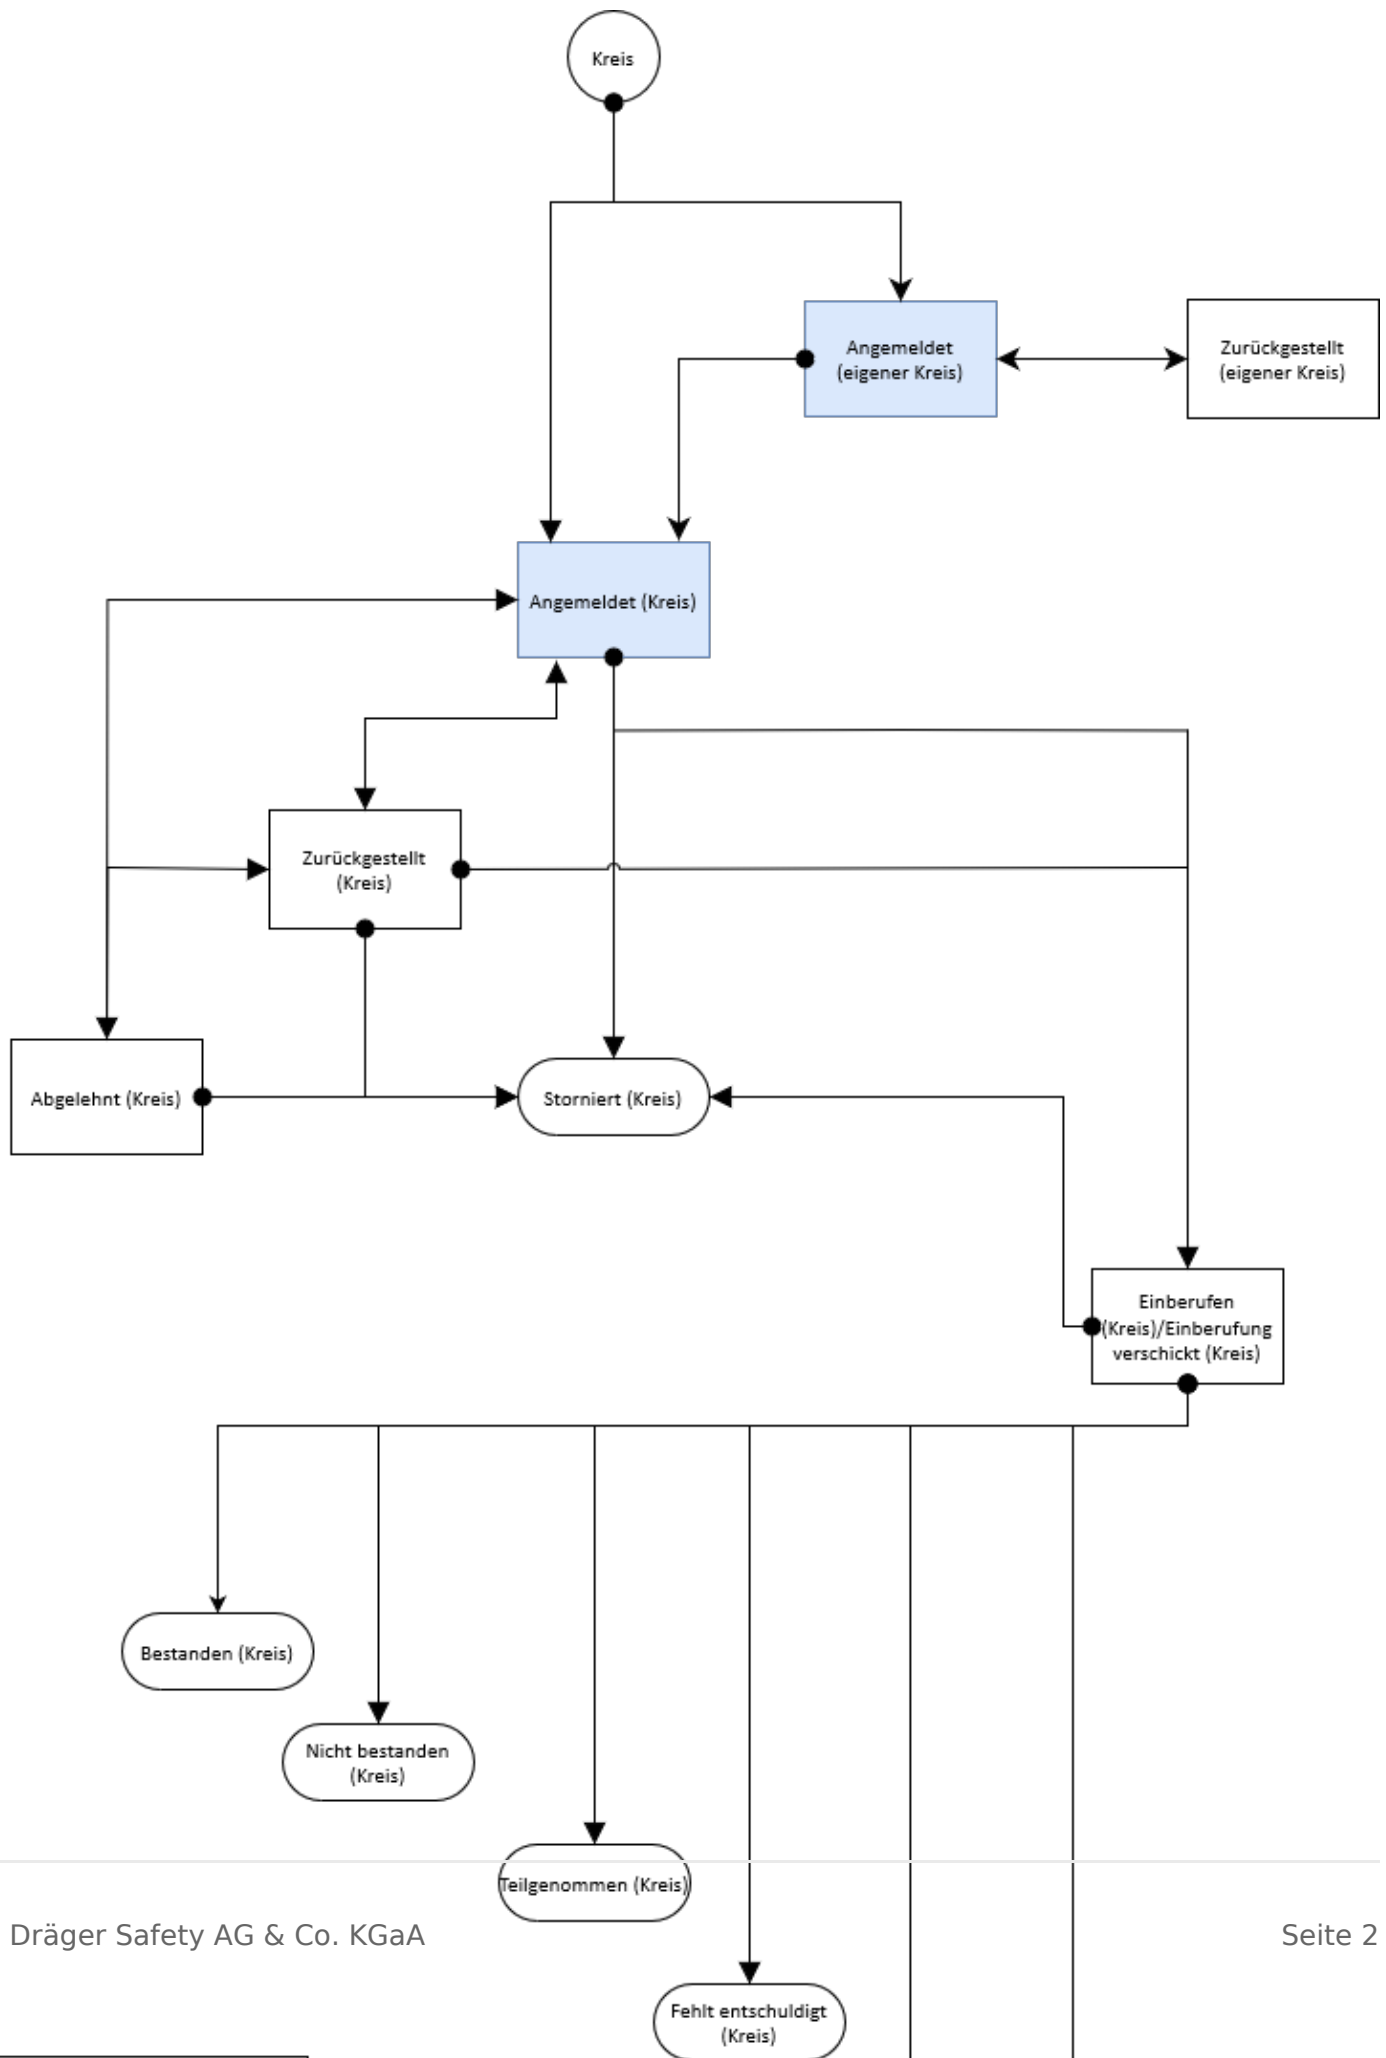 Kreis
Angemeldet
(eigener Kreis)
Zurückgestellt
(eigener Kreis)
Angemeldet (Kreis)
Zurückgestellt
(Kreis)
Abgelehnt (Kreis)
Storniert (Kreis)
Einberufen
(Kreis)/Einberufung
verschickt (Kreis)
Bestanden (Kreis)
Nicht bestanden
(Kreis)
Teilgenommen (Kreis)
Dräger Safety AG & Co. KGaA
Seite 2
Fehlt entschuldigt
(Kreis)